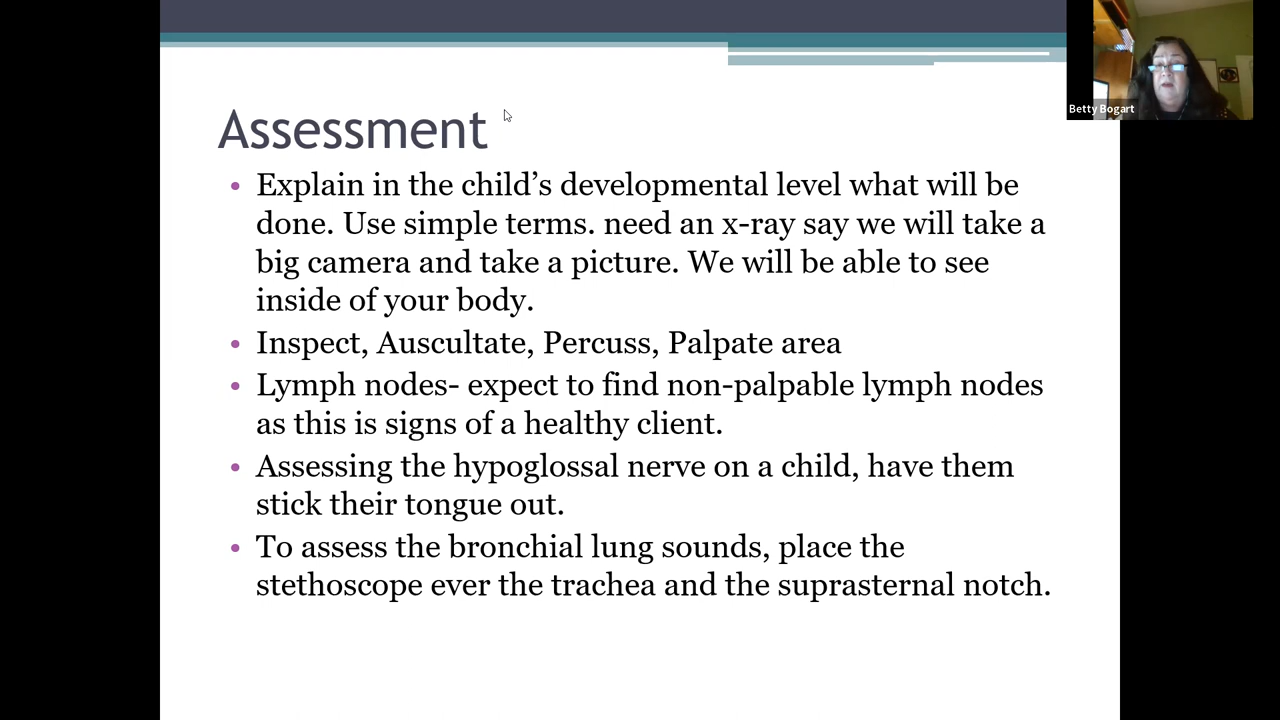 Betty Bogart
Assessment
• Explain in the child’s developmental level what will be
done. Use simple terms. need an x-ray say we will take a
big camera and take a picture. We will be able to see
inside of your body.
• Inspect, Auscultate, Percuss, Palpate area
• Lymph nodes- expect to find non-palpable lymph nodes
as this is signs of a healthy client.
• Assessing the hypoglossal nerve on a child, have them
stick their tongue out.
• To assess the bronchial lung sounds, place the
stethoscope ever the trachea and the suprasternal notch.